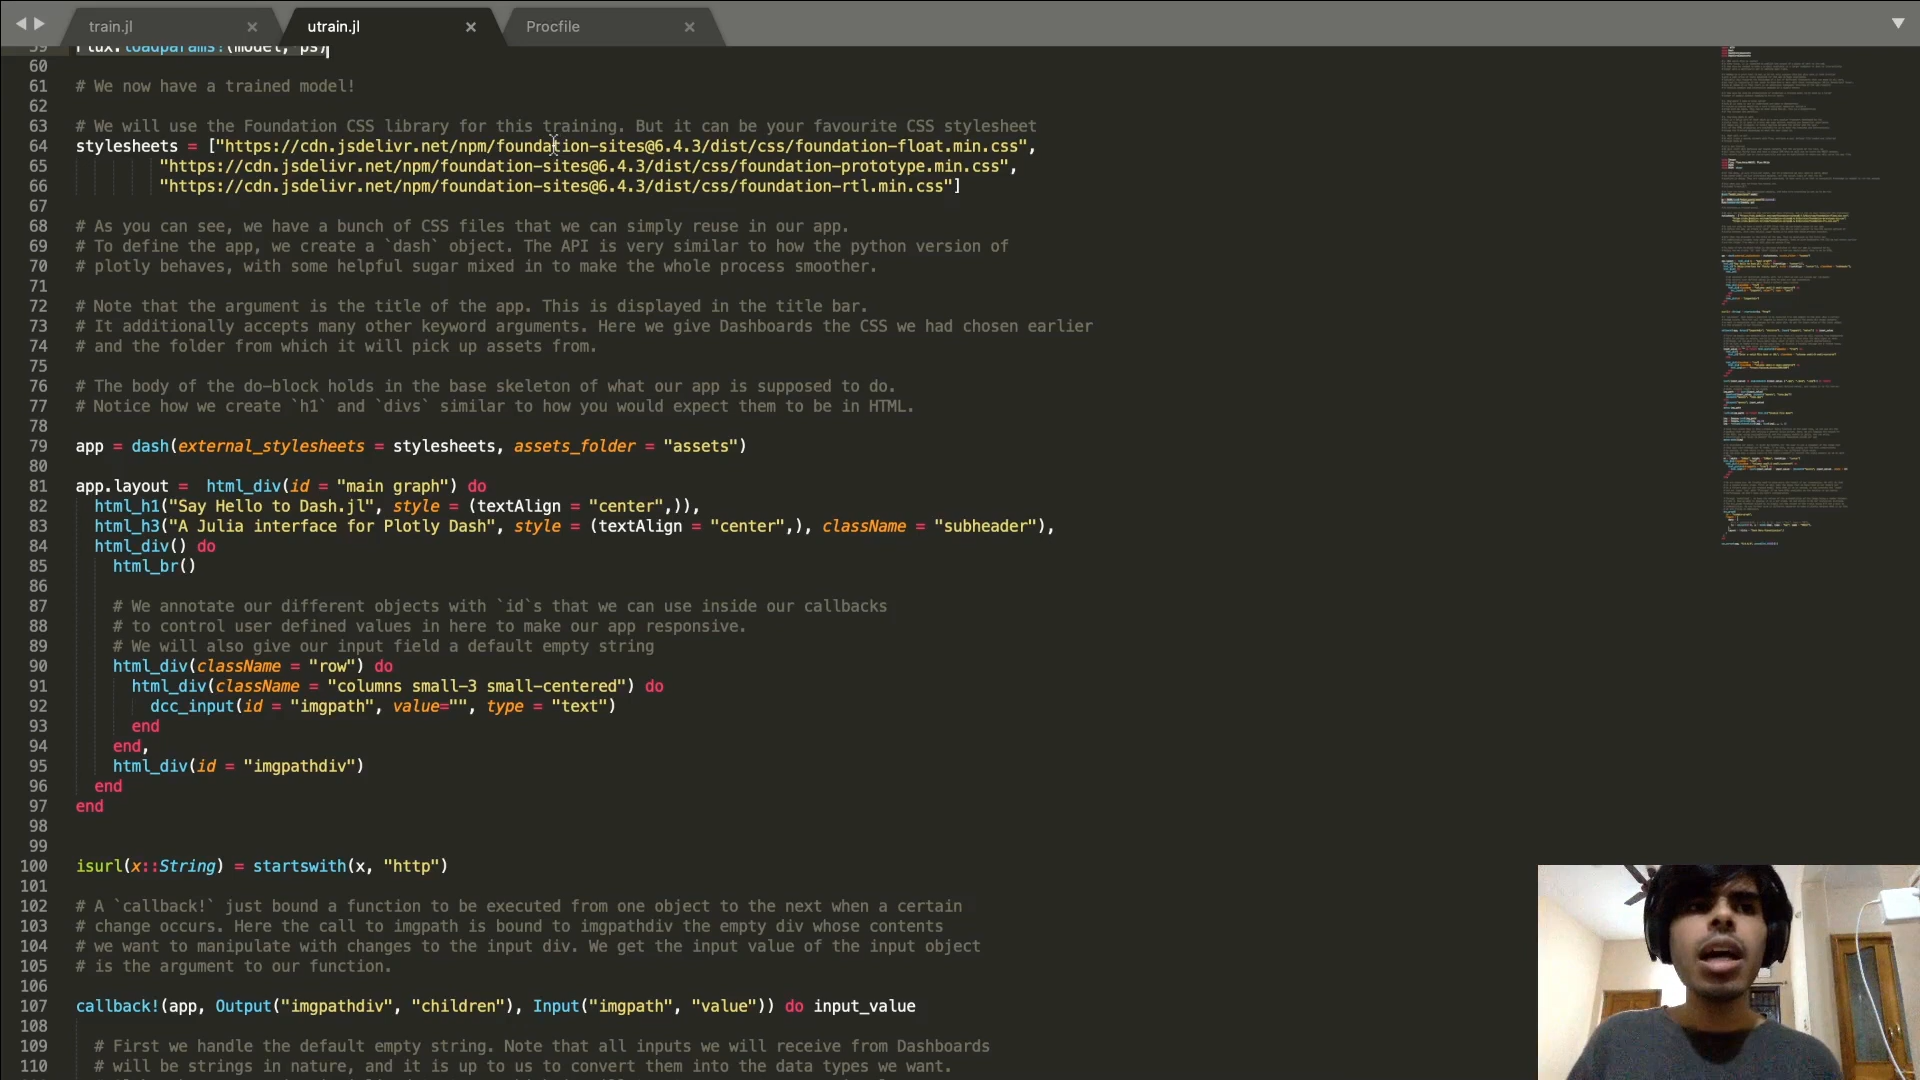 train.jl
utrain.jl
Procfile
59 Flux.loadparams!(model, ps)
60
61 # We now have a trained model!
62
63 # We will use the Foundation CSS library for this training. But it can be your favourite CSS stylesheet
64 stylesheets = ["https://cdn.jsdelivr.net/npm/foundation-sites@6.4.3/dist/css/foundation-float.min.css",
65 "https://cdn.jsdelivr.net/npm/foundation-sites@6.4.3/dist/css/foundation-prototype.min.css",
66 "https://cdn.jsdelivr.net/npm/foundation-sites@6.4.3/dist/css/foundation-rtl.min.css"]
67
68 # As you can see, we have a bunch of CSS files that we can simply reuse in our app.
69 # To define the app, we create a `dash` object. The API is very similar to how the python version of
70 # plotly behaves, with some helpful sugar mixed in to make the whole process smoother.
71
72 # Note that the argument is the title of the app. This is displayed in the title bar.
73 # It additionally accepts many other keyword arguments. Here we give Dashboards the CSS we had chosen earlier
74 # and the folder from which it will pick up assets from.
75
76 # The body of the do-block holds in the base skeleton of what our app is supposed to do.
77 # Notice how we create `h1` and `divs` similar to how you would expect them to be in HTML.
78
79 app = dash(external_stylesheets = stylesheets, assets_folder = "assets")
80
81 app.layout =  html_div(id = "main graph") do
82 html_h1("Say Hello to Dash.jl", style = (textAlign = "center",)),
83 html_h3("A Julia interface for Plotly Dash", style = (textAlign = "center",), className = "subheader"),
84 html_div() do
85 html_br()
86
87 # We annotate our different objects with `id`s that we can use inside our callbacks
88 # to control user defined values in here to make our app responsive.
89 # We will also give our input field a default empty string
90 html_div(className = "row") do
91 html_div(className = "columns small-3 small-centered") do
92 dcc_input(id = "imgpath", value="", type = "text")
93 end
94 end,
95 html_div(id = "imgpathdiv")
96 end
97 end
98
99
100 isurl(x::String) = startswith(x, "http")
101
102 # A `callback!` just bound a function to be executed from one object to the next when a certain
103 # change occurs. Here the call to imgpath is bound to imgpathdiv the empty div whose contents
104 # we want to manipulate with changes to the input div. We get the input value of the input object
105 # is the argument to our function.
106
107 callback!(app, Output("imgpathdiv", "children"), Input("imgpath", "value")) do input_value
108
109 # First we handle the default empty string. Note that all inputs we will receive from Dashboards
110 # will be strings in nature, and it is up to us to convert them into the data types we want.